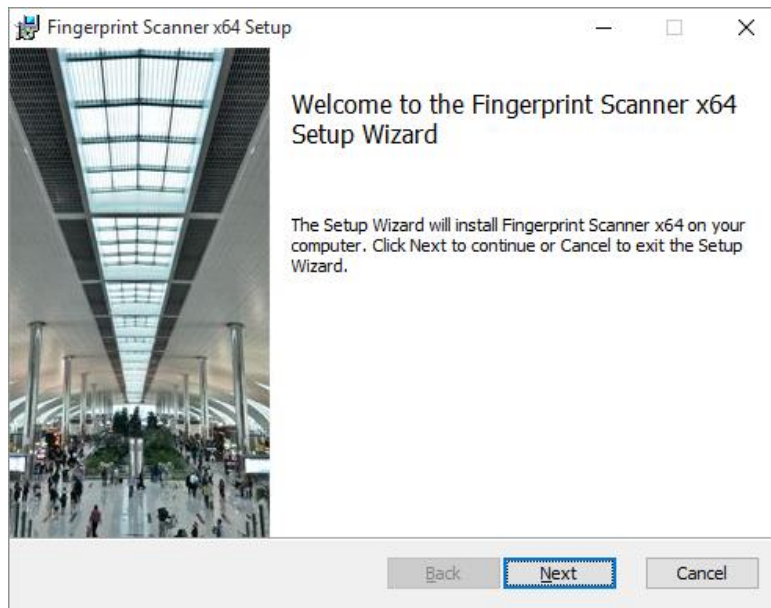 Fingerprint Scanner x64 Setup
Welcome to the Fingerprint Scanner x64
Setup Wizard
The Setup Wizard will install Fingerprint Scanner x64 on your
computer. Click Next to continue or Cancel to exit the Setup
Wizard.
Back
Next
Cancel